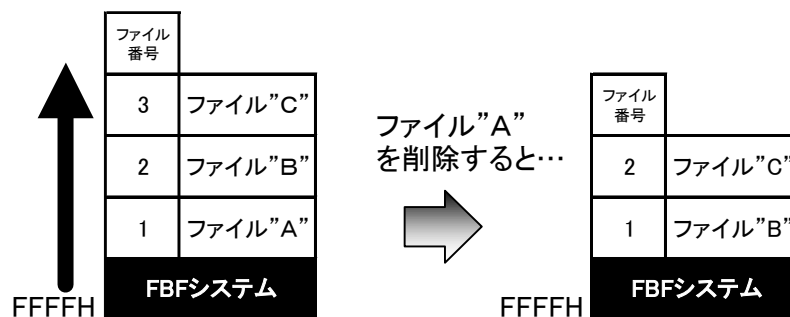 ファイル
番号
3 ファイル”C”
2 ファイル”B”
1 ファイル”A”
FBFシステム
FFFFH
ファイル”A”
を削除すると…
ファイル
番号
2 ファイル”C”
1 ファイル”B”
FBFシステム
FFFFH